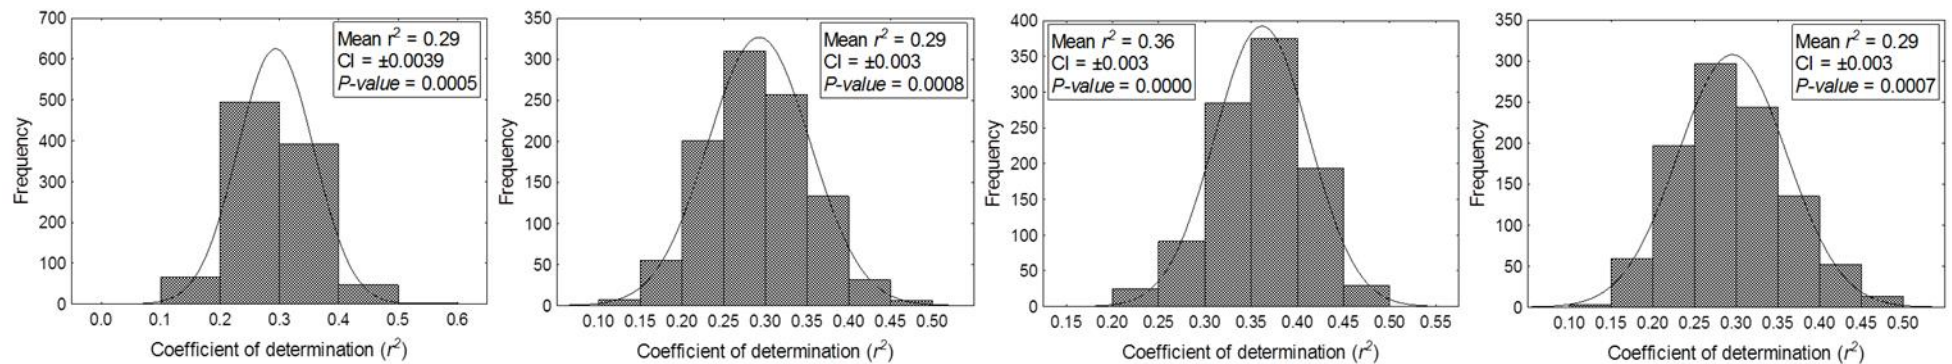 700
600
500
400
300
200
100
0
Frequency
Mean r² = 0.29
CI = ±0.0039
P-value = 0.0005
0.0 0.1 0.2 0.3 0.4 0.5 0.6
Coefficient of determination (r²)
350
300
250
200
150
100
50
0
Frequency
Mean r² = 0.29
CI = ±0.003
P-value = 0.0008
0.10 0.15 0.20 0.25 0.30 0.35 0.40 0.45 0.50
Coefficient of determination (r²)
400
350
300
250
200
150
100
50
0
Frequency
Mean r² = 0.36
CI = ±0.003
P-value = 0.0000
0.15 0.20 0.25 0.30 0.35 0.40 0.45 0.50 0.55
Coefficient of determination (r²)
350
300
250
200
150
100
50
0
Frequency
Mean r² = 0.29
CI = ±0.003
P-value = 0.0007
0.10 0.15 0.20 0.25 0.30 0.35 0.40 0.45 0.50
Coefficient of determination (r²)